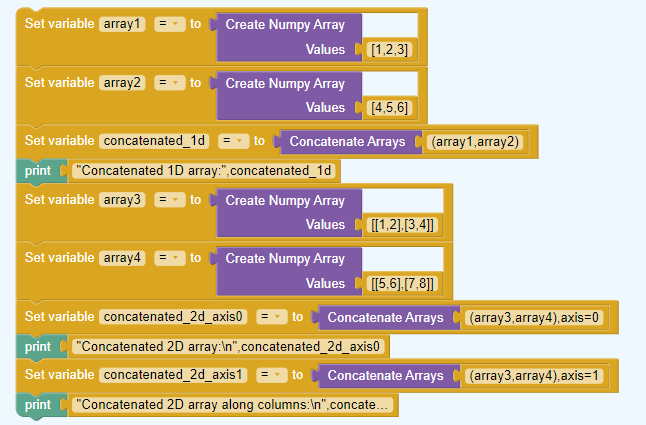 Set variable array1 = to Create Numpy Array
Values [1,2,3]
Set variable array2 = to Create Numpy Array
Values [4,5,6]
Set variable concatenated_1d = to Concatenate Arrays (array1,array2)
print "Concatenated 1D array:",concatenated_1d
Set variable array3 = to Create Numpy Array
Values [[1,2],[3,4]]
Set variable array4 = to Create Numpy Array
Values [[5,6],[7,8]]
Set variable concatenated_2d_axis0 = to Concatenate Arrays (array3,array4),axis=0
print "Concatenated 2D array:\n",concatenated_2d_axis0
Set variable concatenated_2d_axis1 = to Concatenate Arrays (array3,array4),axis=1
print "Concatenated 2D array along columns:\n",concate...